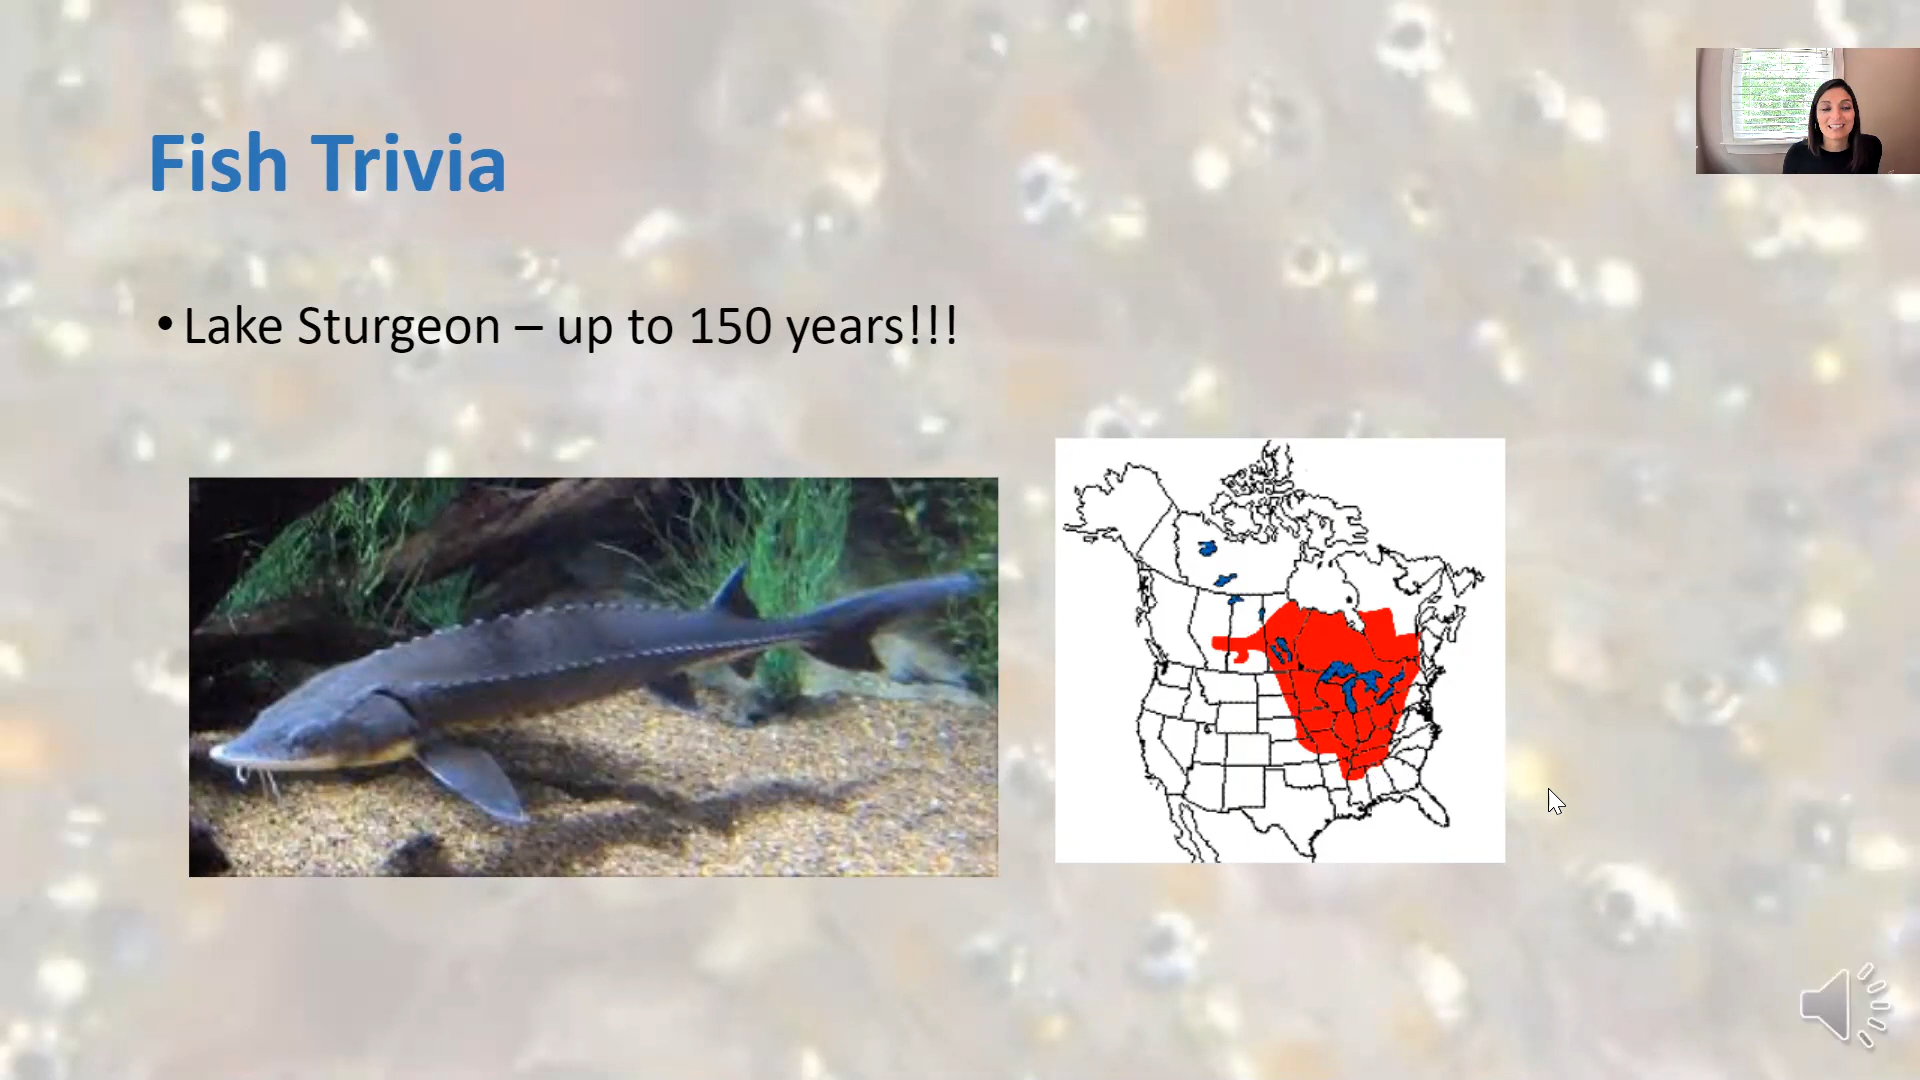 Fish Trivia
• Lake Sturgeon – up to 150 years!!!